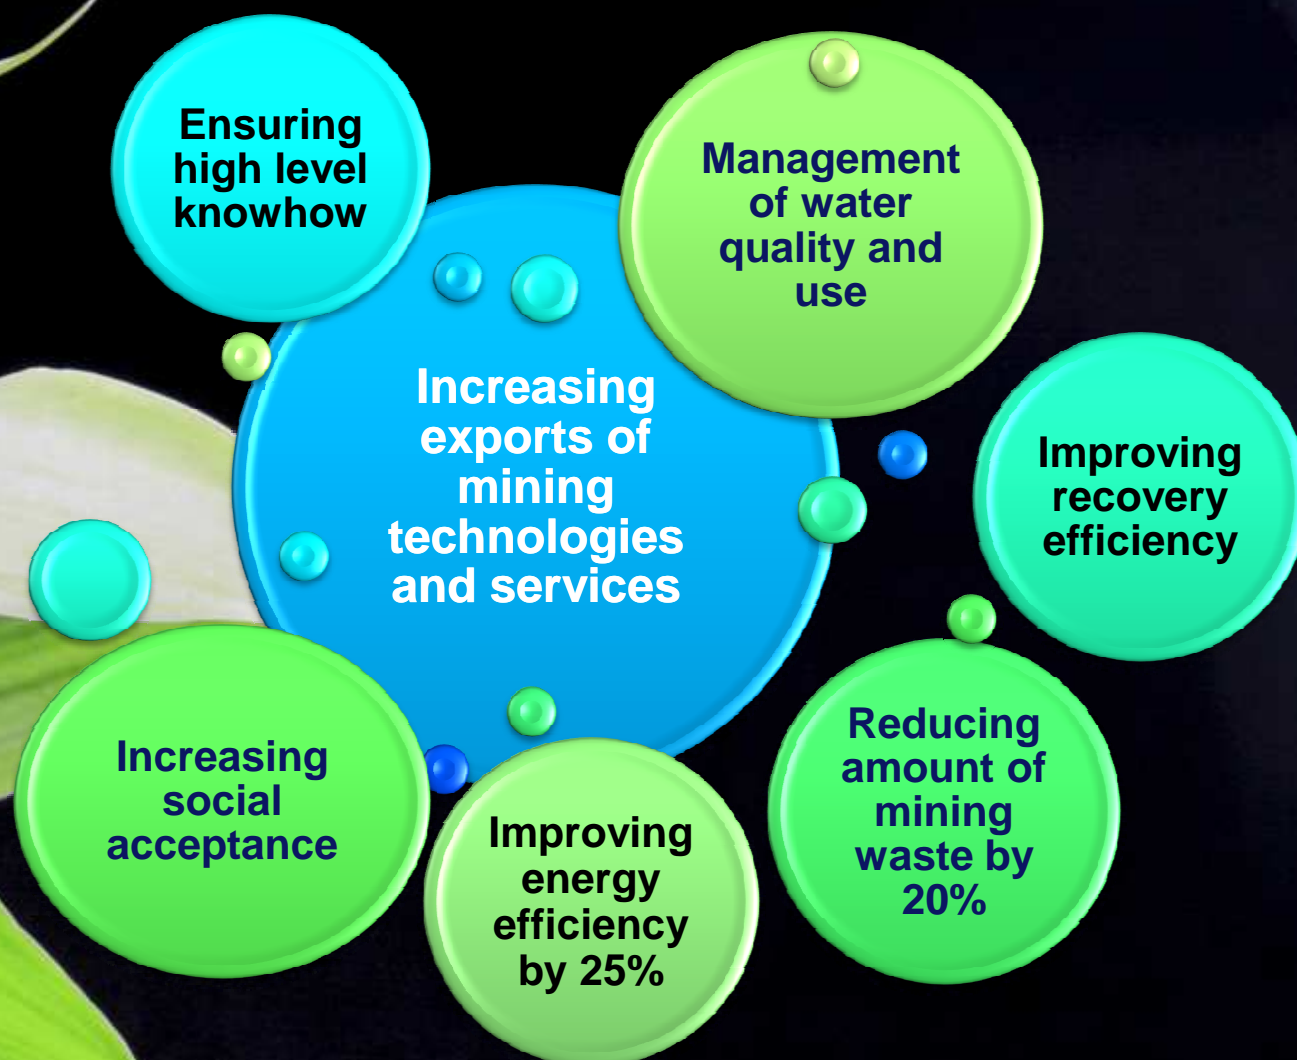 Ensuring
high level
knowhow
Management
of water
quality and
use
Increasing
exports of
mining
technologies
and services
Improving
recovery
efficiency
Increasing
social
acceptance
Improving
energy
efficiency
by 25%
Reducing
amount of
mining
waste by
20%